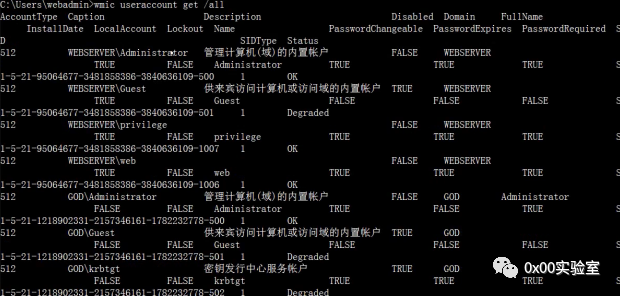 C:\Users\webadmin>wmic useraccount get /all
AccountType  Caption  Description  Disabled  Domain  FullName
InstallDate  LocalAccount  Lockout  Name  PasswordChangeable  PasswordExpires  PasswordRequired  S
D  SIDType  Status
512  WEBSERVER\Administrator  管理计算机(域)的内置帐户  FALSE  WEBSERVER
TRUE  FALSE  Administrator  TRUE  TRUE  TRUE  S
1-5-21-95064677-3481858386-3840636109-500  1  OK
512  WEBSERVER\Guest  供来宾访问计算机或访问域的内置帐户  TRUE  WEBSERVER
TRUE  FALSE  Guest  FALSE  FALSE  FALSE  S
1-5-21-95064677-3481858386-3840636109-501  1  Degraded
512  WEBSERVER\privilege  FALSE  WEBSERVER
TRUE  FALSE  privilege  TRUE  TRUE  TRUE  S
1-5-21-95064677-3481858386-3840636109-1007  1  OK
512  WEBSERVER\web  FALSE  WEBSERVER
TRUE  FALSE  web  TRUE  TRUE  TRUE  S
1-5-21-95064677-3481858386-3840636109-1006  1  OK
512  GOD\Administrator  管理计算机(域)的内置帐户  FALSE  GOD  Administrator
FALSE  FALSE  Administrator  TRUE  FALSE  TRUE  S
1-5-21-1218902331-2157346161-1782232778-500  1  OK
512  GOD\Guest  供来宾访问计算机或访问域的内置帐户  TRUE  GOD
FALSE  FALSE  Guest  FALSE  FALSE  FALSE  S
1-5-21-1218902331-2157346161-1782232778-501  1  Degraded
512  GOD\krbtgt  密钥发行中心服务帐户  TRUE  GOD
FALSE  FALSE  krbtgt  TRUE  TRUE  TRUE  S
1-5-21-1218902331-2157346161-1782232778-502  1  Degraded
0x00实验室